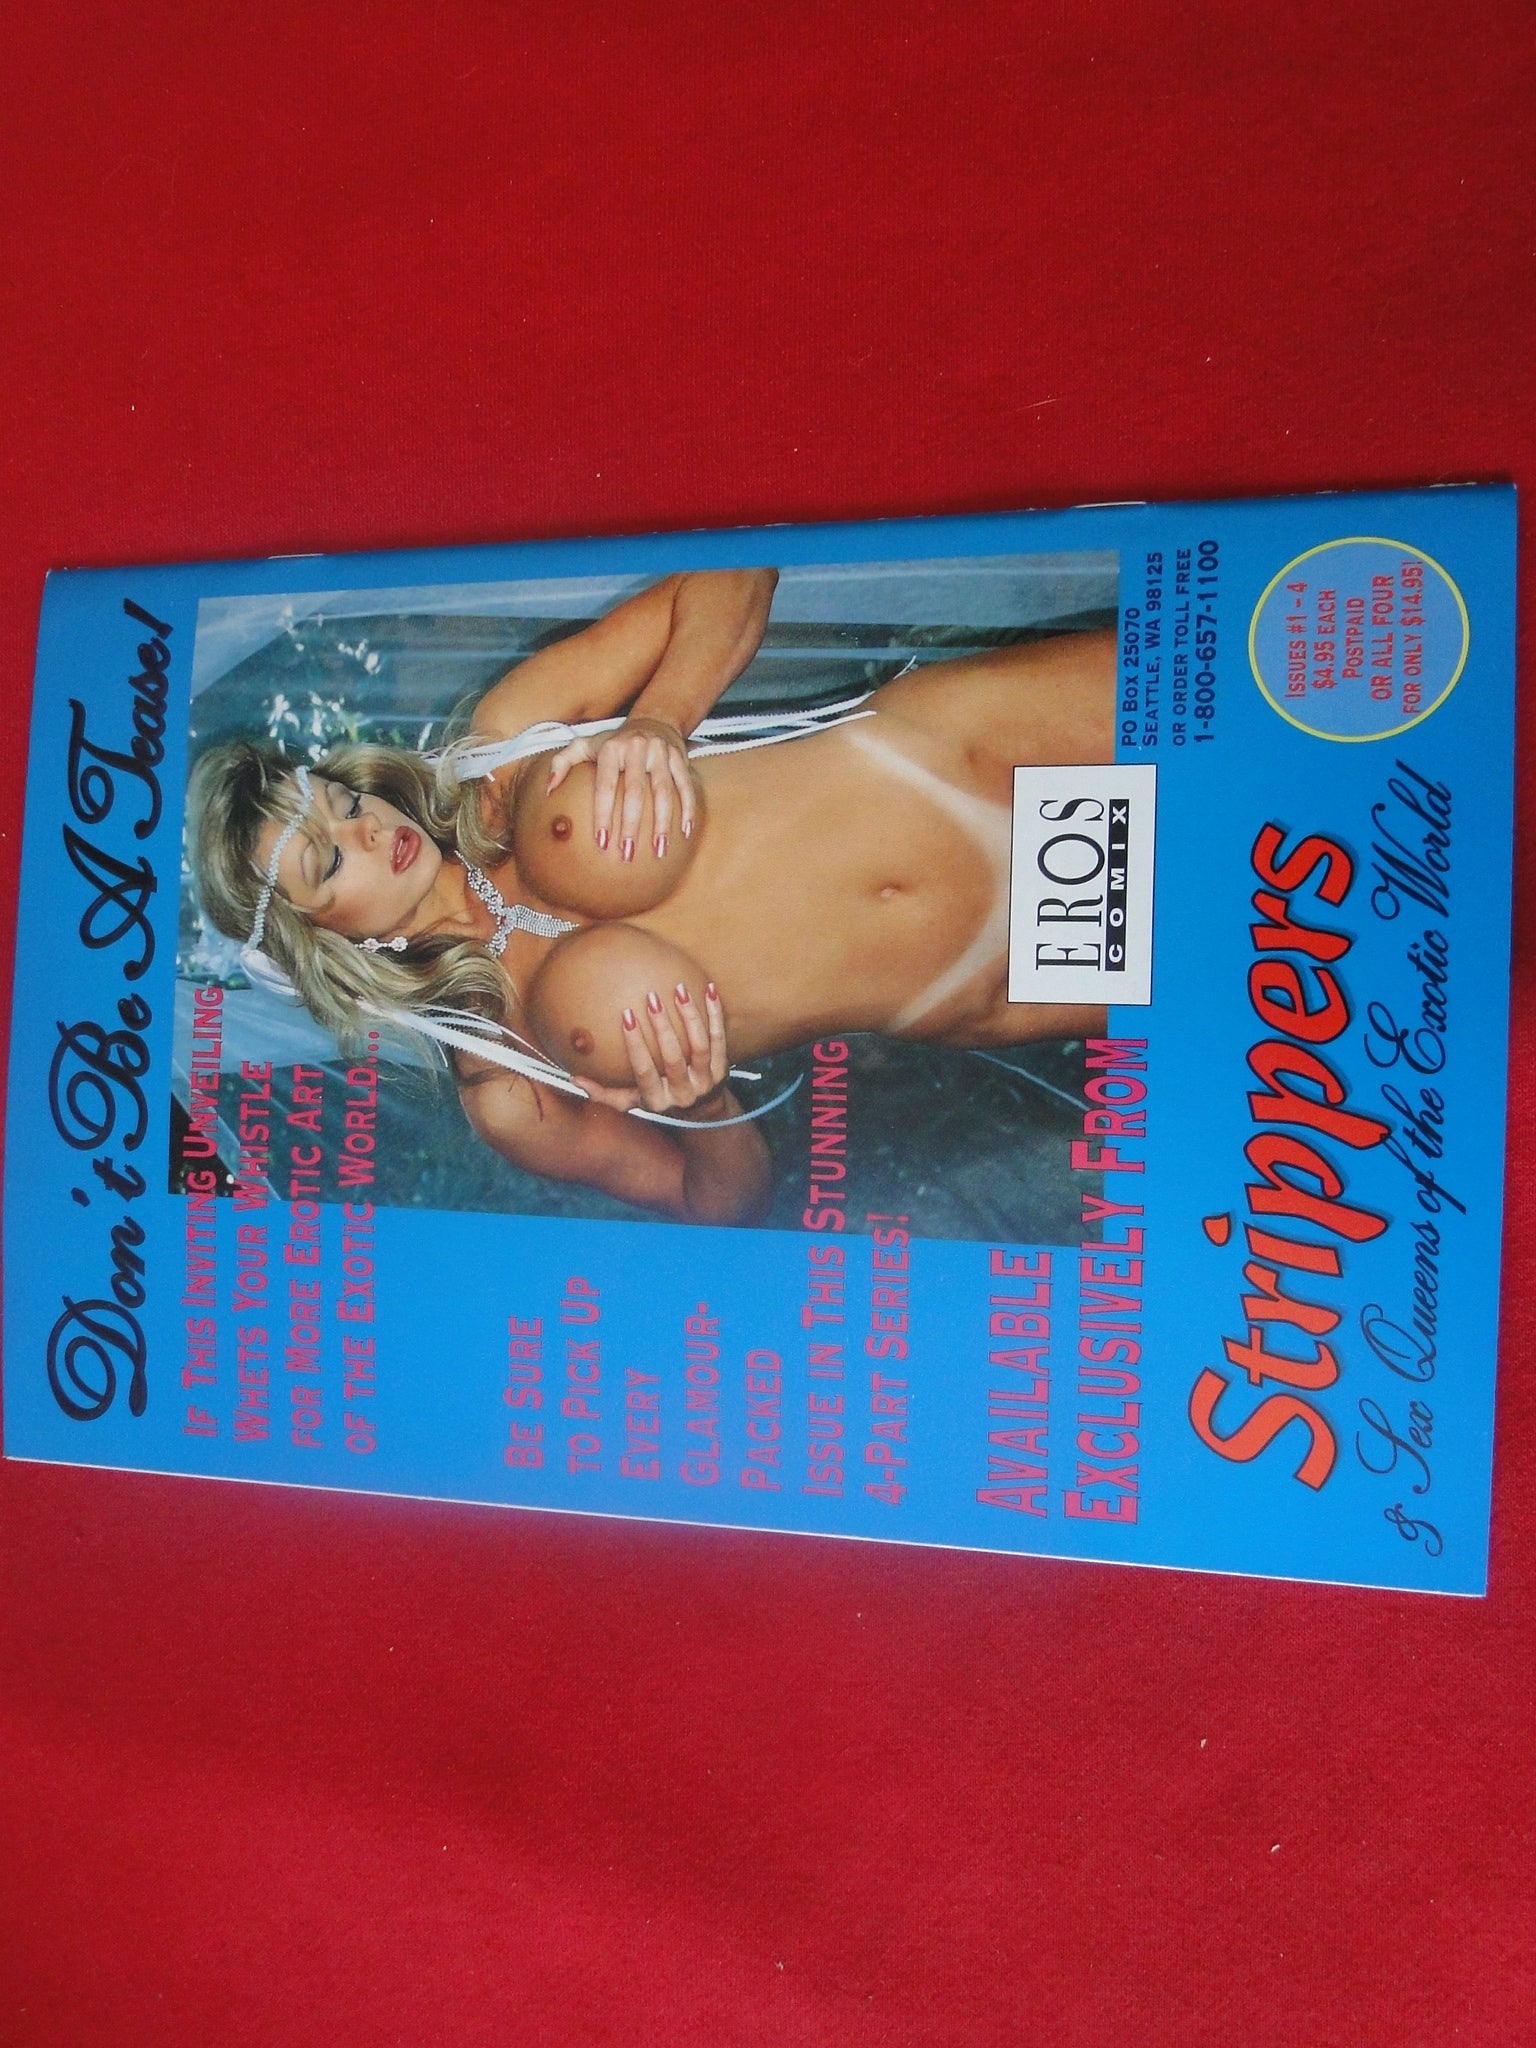 Don't Be A Tease!
IF THIS INVITING UNVEILING
WHETS YOUR WHISTLE
FOR MORE EROTIC ART
OF THE EXOTIC WORLD...
BE SURE
TO PICK UP
EVERY
GLAMOUR-
PACKED
ISSUE IN THIS STUNNING
4-PART SERIES!
AVAILABLE
EXCLUSIVELY FROM
EROS
COMIX
PO BOX 25070
SEATTLE, WA 98125
OR ORDER TOLL FREE
1-800-657-1100
Strippers
& Sex Queens of the Exotic World
ISSUES #1 - 4
$4.95 EACH
POSTPAID
OR ALL FOUR
FOR ONLY $14.95!